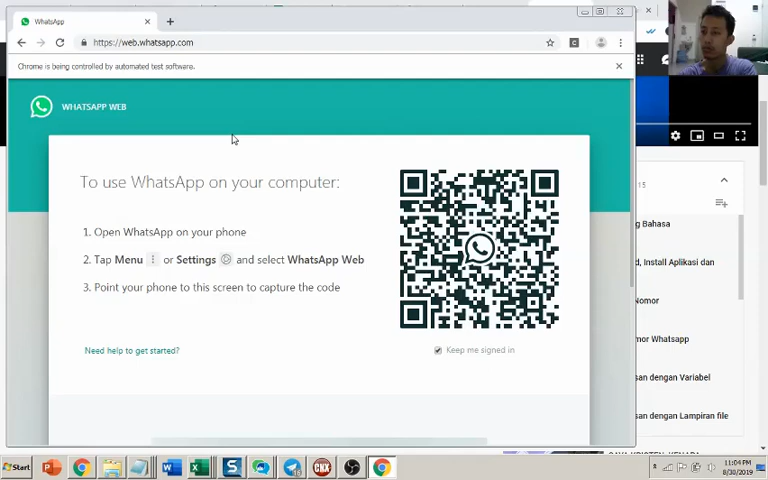 WhatsApp
https://web.whatsapp.com
Chrome is being controlled by automated test software.
WHATSAPP WEB
To use WhatsApp on your computer:
1. Open WhatsApp on your phone
2. Tap Menu or Settings and select WhatsApp Web
3. Point your phone to this screen to capture the code
Need help to get started?
Keep me signed in
15
Bahasa
d, Install Aplikasi dan
Nomor
mor Whatsapp
san dengan Variabel
san dengan Lampiran file
Start
11:04 PM
8/30/2019